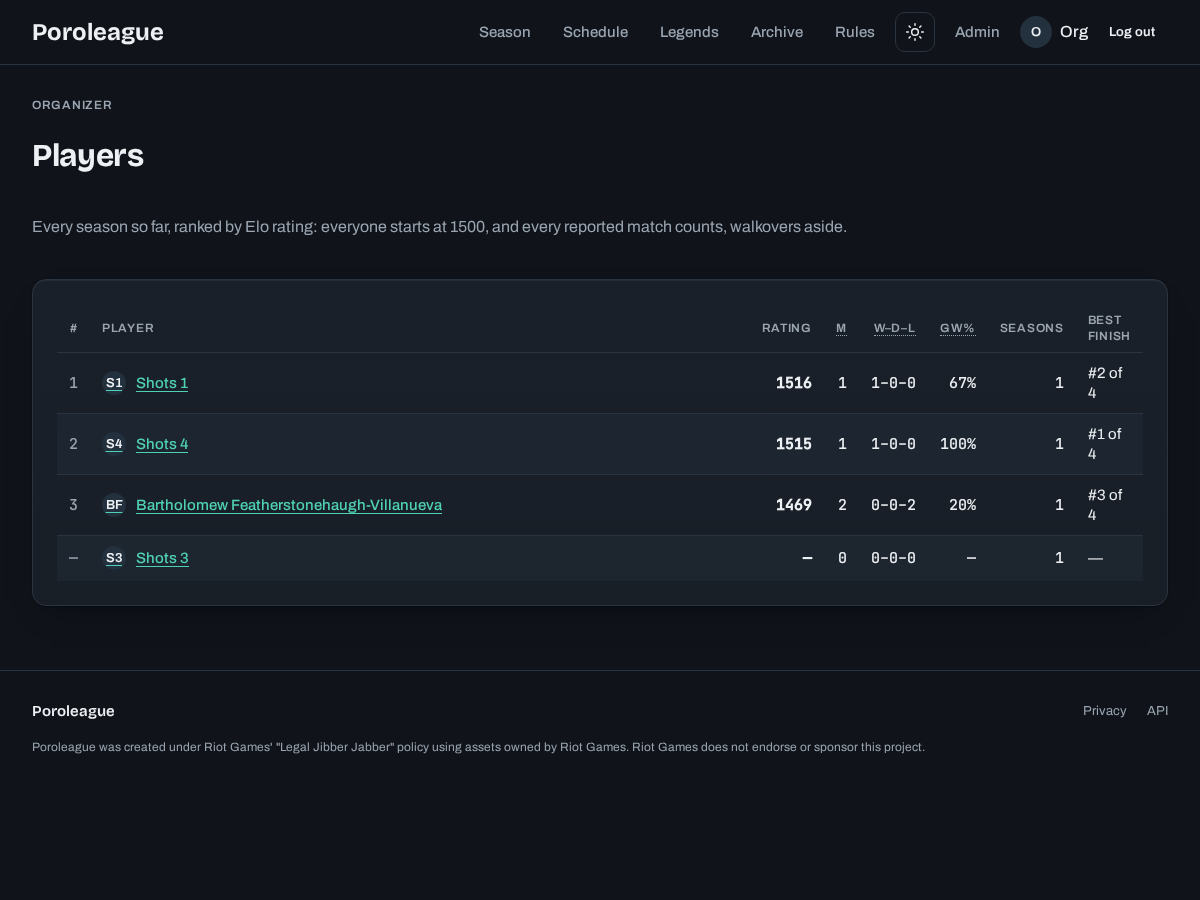 Poroleague Season Schedule Legends Archive Rules Admin O Org Log out
ORGANIZER
Players
Every season so far, ranked by Elo rating: everyone starts at 1500, and every reported match counts, walkovers aside.
# PLAYER RATING M W–D–L GW% SEASONS BEST FINISH
1 S1 Shots 1 1516 1 1–0–0 67% 1 #2 of 4
2 S4 Shots 4 1515 1 1–0–0 100% 1 #1 of 4
3 BF Bartholomew Featherstonehaugh-Villanueva 1469 2 0–0–2 20% 1 #3 of 4
– S3 Shots 3 – 0 0–0–0 – 1 —
Poroleague Privacy API
Poroleague was created under Riot Games' "Legal Jibber Jabber" policy using assets owned by Riot Games. Riot Games does not endorse or sponsor this project.